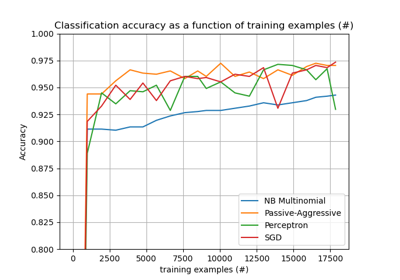 Classification accuracy as a function of training examples (#)
1.000
0.975
0.950
0.925
0.900
0.875
0.850
0.825
0.800
Accuracy
NB Multinomial
Passive-Aggressive
Perceptron
SGD
0 2500 5000 7500 10000 12500 15000 17500
training examples (#)